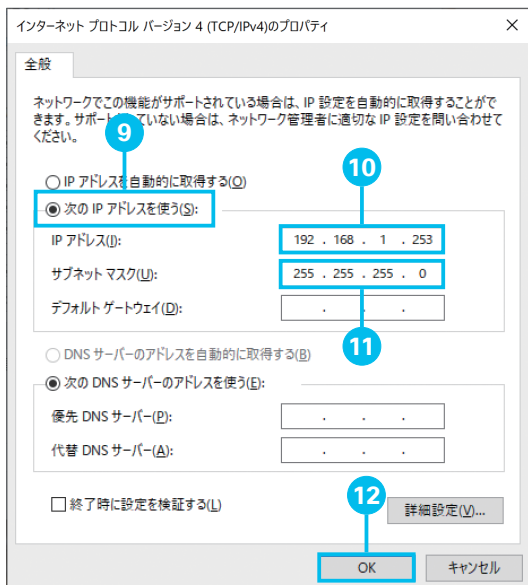 インターネット プロトコル バージョン 4 (TCP/IPv4)のプロパティ
全般
ネットワークでこの機能がサポートされている場合は、IP 設定を自動的に取得することがで
きます。サポー ていない場合は、ネットワーク管理者に適切な IP 設定を問い合わせて
ください。
9
IP アドレスを自動的に取得する(O)
10
次の IP アドレスを使う(S):
IP アドレス(I): 192 . 168 . 1 . 253
サブネット マスク(U): 255 . 255 . 255 . 0
デフォルト ゲートウェイ(D): . . .
11
DNS サーバーのアドレスを自動的に取得する(B)
次の DNS サーバーのアドレスを使う(E):
優先 DNS サーバー(P): . . .
代替 DNS サーバー(A): . . .
12
終了時に設定を検証する(L)
詳細設定(V)...
OK キャンセル